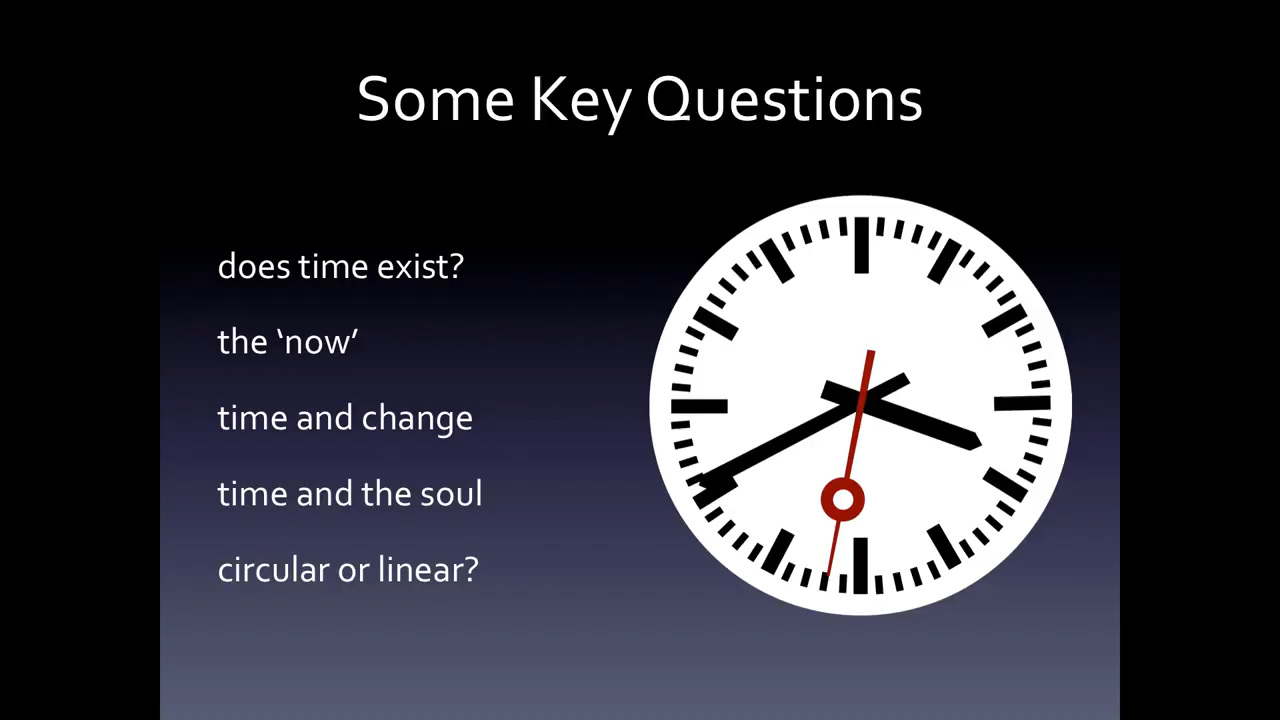 Some Key Questions
does time exist?
the ‘now’
time and change
time and the soul
circular or linear?